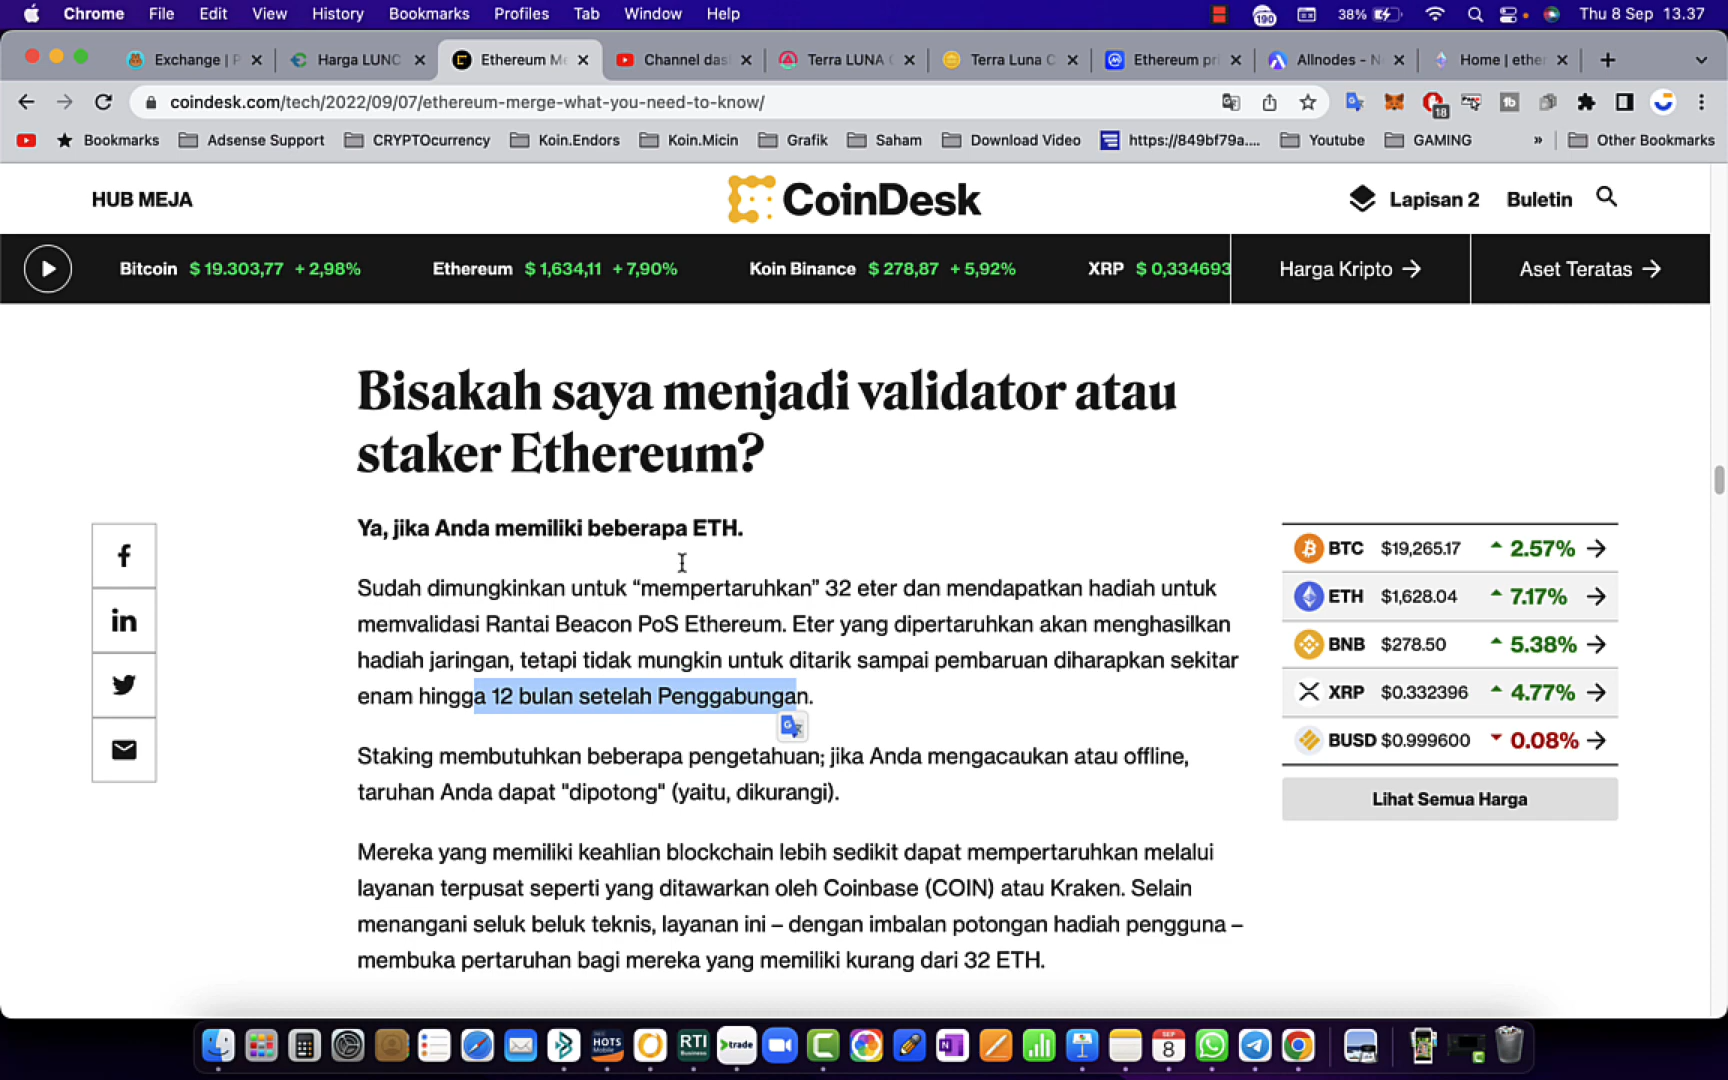 Chrome File Edit View History Bookmarks Profiles Tab Window Help 190 38% Thu 8 Sep 13.37
Exchange | P Harga LUNC Ethereum Me Channel das Terra LUNA C Terra Luna C Ethereum pri Allnodes - N Home | ether
coindesk.com/tech/2022/09/07/ethereum-merge-what-you-need-to-know/ 18
Bookmarks Adsense Support CRYPTOcurrency Koin.Endors Koin.Micin Grafik Saham Download Video https://849bf79a.... Youtube GAMING » Other Bookmarks
HUB MEJA CoinDesk Lapisan 2 Buletin
Bitcoin $ 19.303,77 + 2,98% Ethereum $ 1,634,11 + 7,90% Koin Binance $ 278,87 + 5,92% XRP $ 0,334693 Harga Kripto → Aset Teratas →
Bisakah saya menjadi validator atau
staker Ethereum?
Ya, jika Anda memiliki beberapa ETH.
Sudah dimungkinkan untuk “mempertaruhkan” 32 eter dan mendapatkan hadiah untuk
memvalidasi Rantai Beacon PoS Ethereum. Eter yang dipertaruhkan akan menghasilkan
hadiah jaringan, tetapi tidak mungkin untuk ditarik sampai pembaruan diharapkan sekitar
enam hingga 12 bulan setelah Penggabungan.
Staking membutuhkan beberapa pengetahuan; jika Anda mengacaukan atau offline,
taruhan Anda dapat "dipotong" (yaitu, dikurangi).
Mereka yang memiliki keahlian blockchain lebih sedikit dapat mempertaruhkan melalui
layanan terpusat seperti yang ditawarkan oleh Coinbase (COIN) atau Kraken. Selain
menangani seluk beluk teknis, layanan ini – dengan imbalan potongan hadiah pengguna –
membuka pertaruhan bagi mereka yang memiliki kurang dari 32 ETH.
BTC $19,265.17 2.57% →
ETH $1,628.04 7.17% →
BNB $278.50 5.38% →
XRP $0.332396 4.77% →
BUSD $0.999600 0.08% →
Lihat Semua Harga
HOTS Mobile RTI Business trade SEP 8